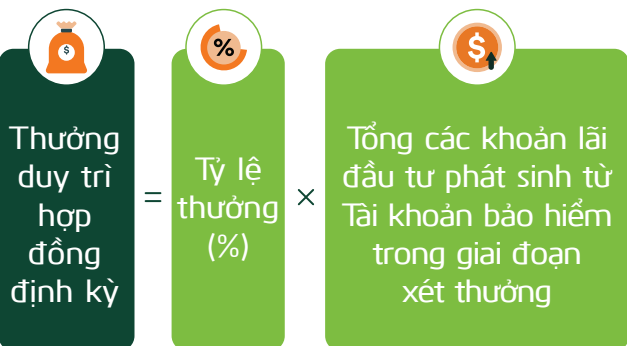 $
%
$
Thưởng
duy trì
hợp
đồng
định kỳ
=
Tỷ lệ
thưởng
(%)
×
Tổng các khoản lãi
đầu tư phát sinh từ
Tài khoản bảo hiểm
trong giai đoạn
xét thưởng